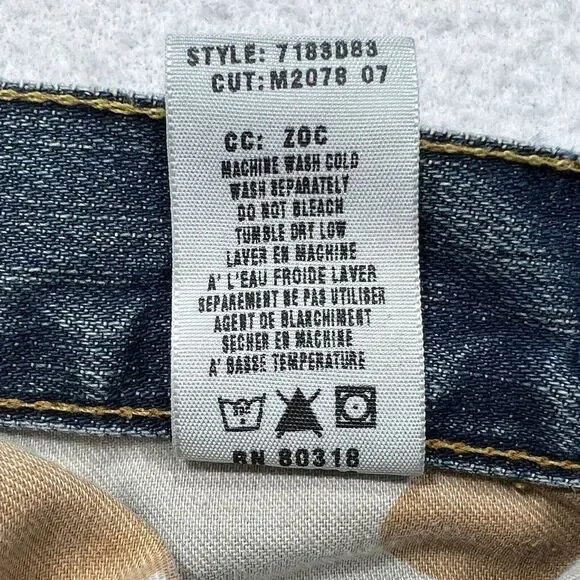 STYLE: 7183D83
CUT: M2078 07
CC: ZOC
MACHINE WASH COLD
WASH SEPARATELY
DO NOT BLEACH
TUMBLE DRY LOW
LAVER EN MACHINE
A' L'EAU FROIDE LAVER
SEPAREMENT NE PAS UTILISER
AGENT DE BLANCHIMENT
SECHER EN MACHINE
A' BASSE TEMPERATURE
RN 80318